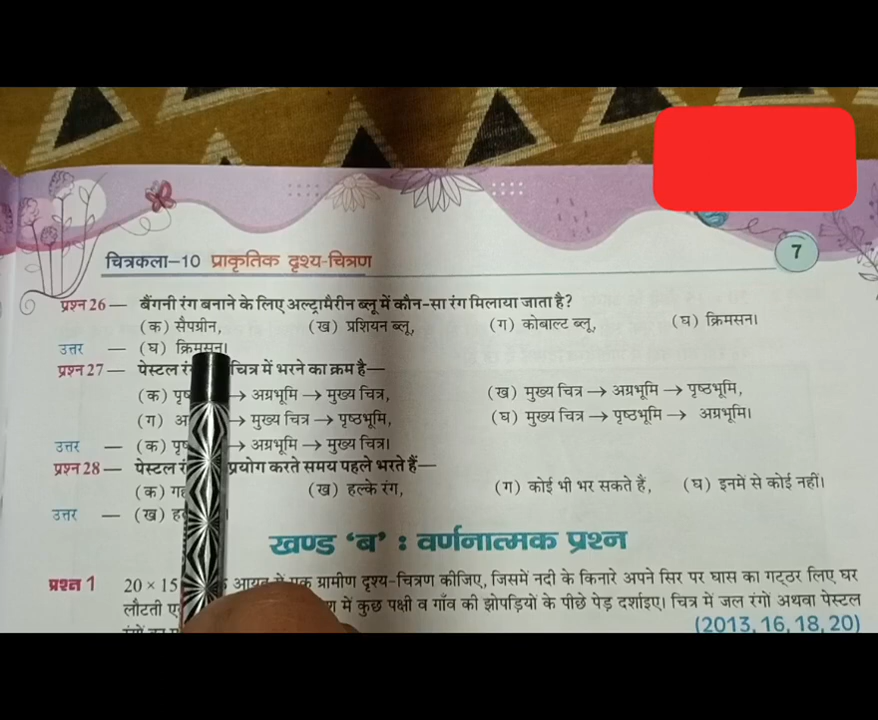 7
चित्रकला–10 प्राकृतिक दृश्य-चित्रण
प्रश्न 26 — बैंगनी रंग बनाने के लिए अल्ट्रामैरीन ब्लू में कौन-सा रंग मिलाया जाता है?
(क) सैपग्रीन, (ख) प्रशियन ब्लू, (ग) कोबाल्ट ब्लू, (घ) क्रिमसन।
उत्तर — (घ) क्रिमसन।
प्रश्न 27 — पेस्टल चित्र में भरने का क्रम है—
(क) → अग्रभूमि → मुख्य चित्र, (ख) मुख्य चित्र → अग्रभूमि → पृष्ठभूमि,
(ग) → मुख्य चित्र → पृष्ठभूमि, (घ) मुख्य चित्र → पृष्ठभूमि → अग्रभूमि।
उत्तर — (क) → अग्रभूमि → मुख्य चित्र।
प्रश्न 28 — पेस्टल प्रयोग करते समय पहले भरते हैं—
(क) (ख) हल्के रंग, (ग) कोई भी भर सकते हैं, (घ) इनमें से कोई नहीं।
उत्तर — (ख)
खण्ड ‘ब’ : वर्णनात्मक प्रश्न
प्रश्न 1 20 × 15 एक ग्रामीण दृश्य-चित्रण कीजिए, जिसमें नदी के किनारे अपने सिर पर घास का गट्ठर लिए घर
लौटती में कुछ पक्षी व गाँव की झोपड़ियों के पीछे पेड़ दर्शाइए। चित्र में जल रंगों अथवा पेस्टल
(2013, 16, 18, 20)